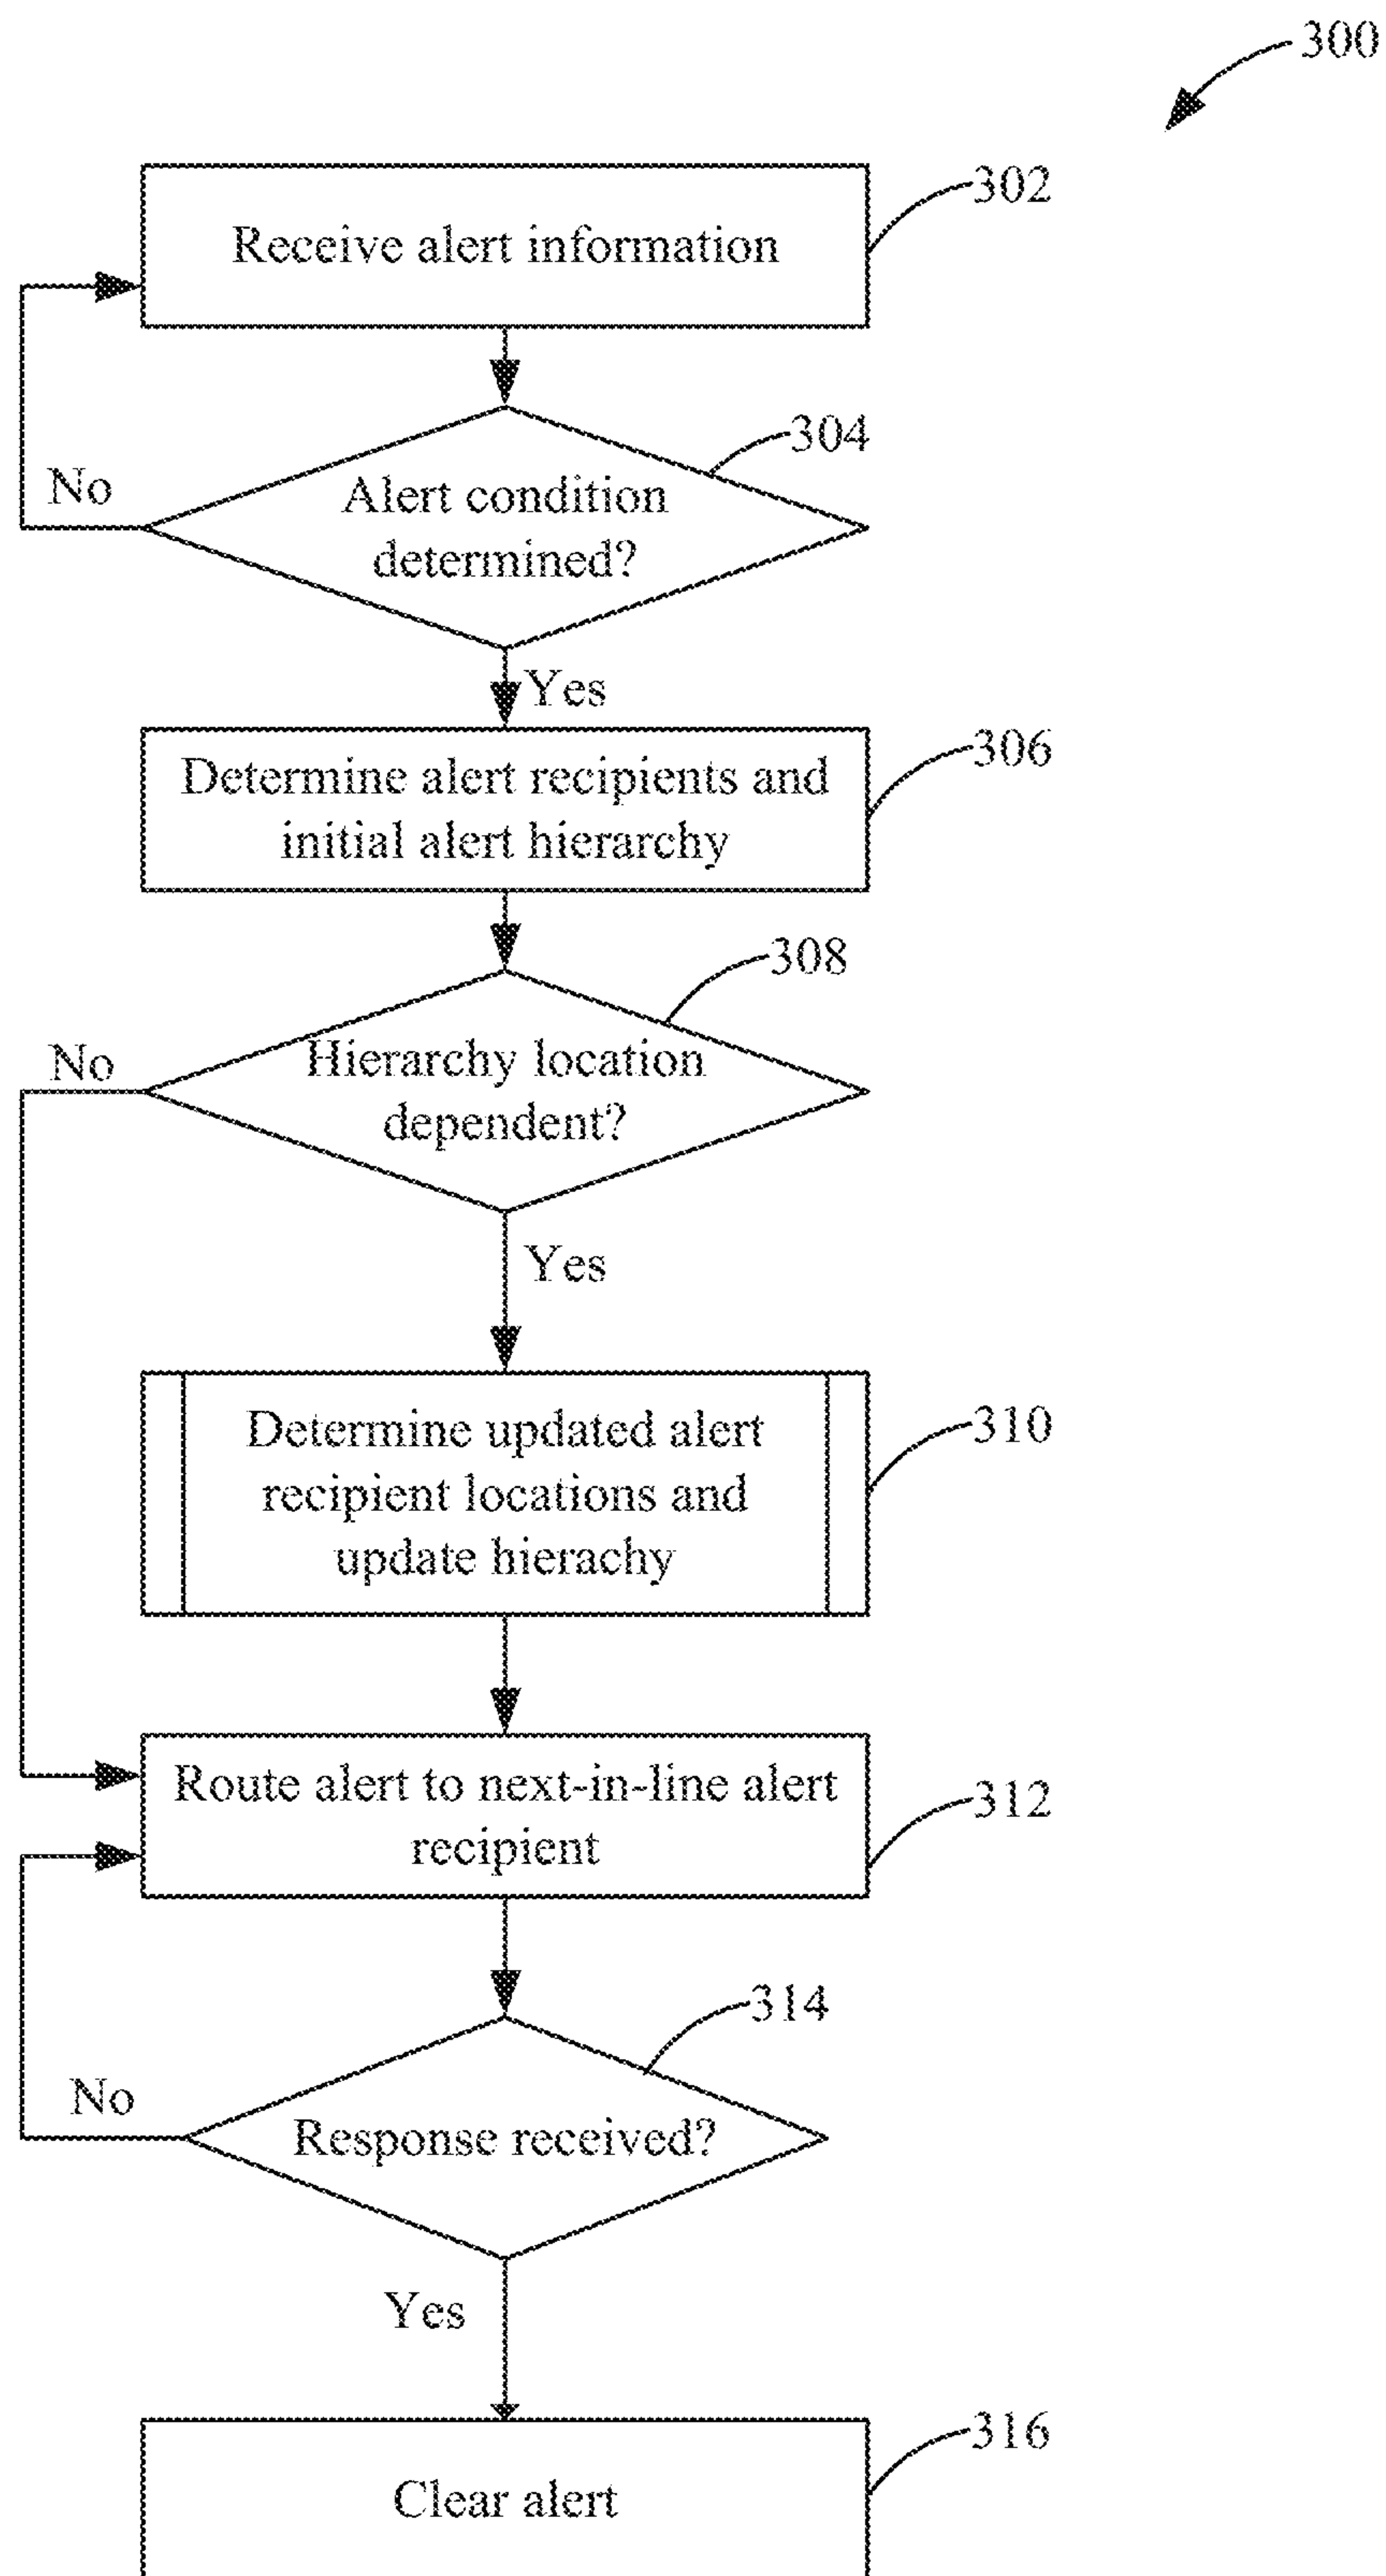 300
302
Receive alert information
304
Alert condition
determined?
No
Yes
306
Determine alert recipients and
initial alert hierarchy
308
Hierarchy location
dependent?
No
Yes
310
Determine updated alert
recipient locations and
update hierachy
312
Route alert to next-in-line alert
recipient
314
Response received?
No
Yes
316
Clear alert